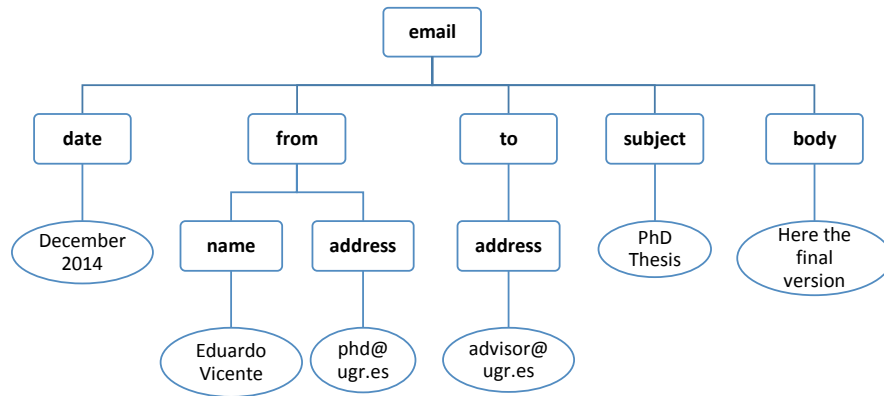 email
date
from
to
subject
body
December
2014
name
address
address
PhD
Thesis
Here the
final
version
Eduardo
Vicente
phd@
ugr.es
advisor@
ugr.es